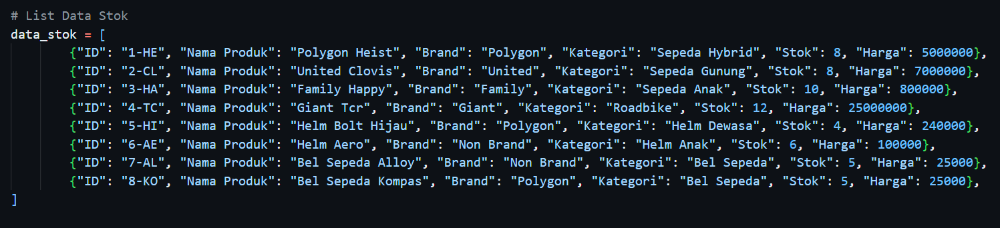 # List Data Stok
data_stok = [
{"ID": "1-HE", "Nama Produk": "Polygon Heist", "Brand": "Polygon", "Kategori": "Sepeda Hybrid", "Stok": 8, "Harga": 5000000},
{"ID": "2-CL", "Nama Produk": "United Clovis", "Brand": "United", "Kategori": "Sepeda Gunung", "Stok": 8, "Harga": 7000000},
{"ID": "3-HA", "Nama Produk": "Family Happy", "Brand": "Family", "Kategori": "Sepeda Anak", "Stok": 10, "Harga": 800000},
{"ID": "4-TC", "Nama Produk": "Giant Tcr", "Brand": "Giant", "Kategori": "Roadbike", "Stok": 12, "Harga": 25000000},
{"ID": "5-HI", "Nama Produk": "Helm Bolt Hijau", "Brand": "Polygon", "Kategori": "Helm Dewasa", "Stok": 4, "Harga": 240000},
{"ID": "6-AE", "Nama Produk": "Helm Aero", "Brand": "Non Brand", "Kategori": "Helm Anak", "Stok": 6, "Harga": 100000},
{"ID": "7-AL", "Nama Produk": "Bel Sepeda Alloy", "Brand": "Non Brand", "Kategori": "Bel Sepeda", "Stok": 5, "Harga": 25000},
{"ID": "8-KO", "Nama Produk": "Bel Sepeda Kompas", "Brand": "Polygon", "Kategori": "Bel Sepeda", "Stok": 5, "Harga": 25000},
]